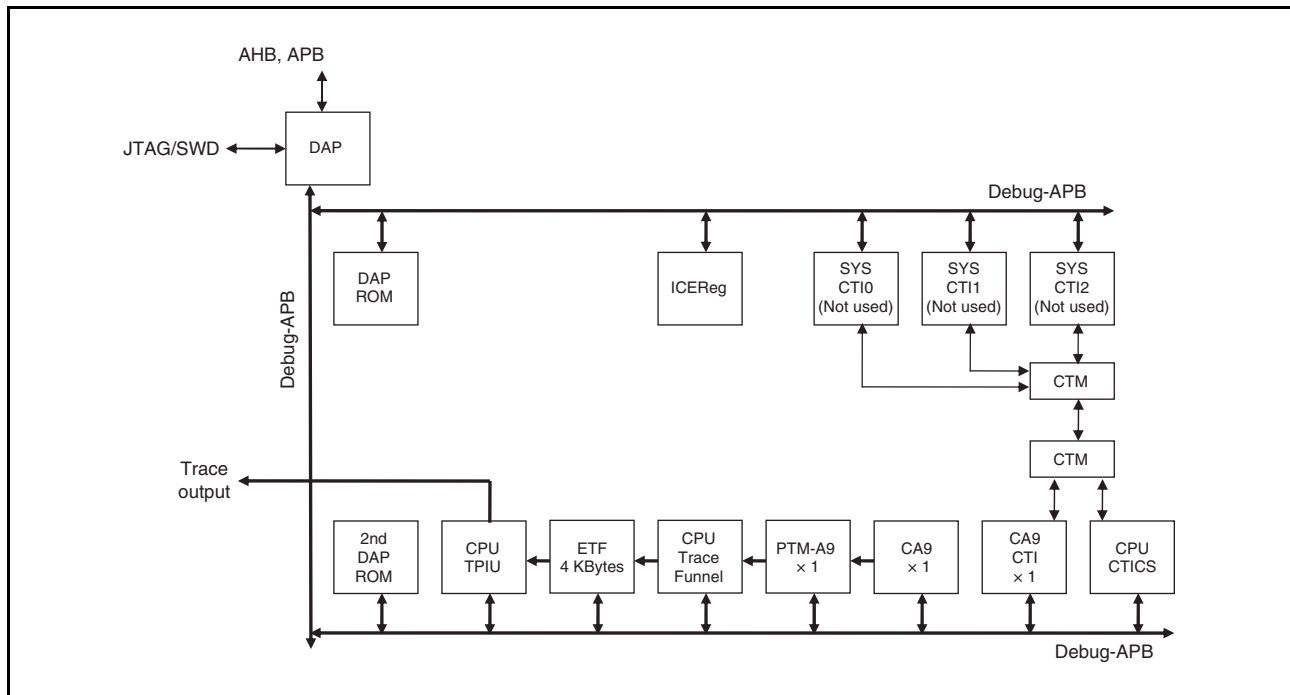 AHB, APB
JTAG/SWD
DAP
Debug-APB
DAP
ROM
ICEReg
SYS
CTI0
(Not used)
SYS
CTI1
(Not used)
SYS
CTI2
(Not used)
Debug-APB
CTM
CTM
Trace
output
2nd
DAP
ROM
CPU
TPIU
ETF
4 KBytes
CPU
Trace
Funnel
PTM-A9
× 1
CA9
× 1
CA9
CTI
× 1
CPU
CTICS
Debug-APB